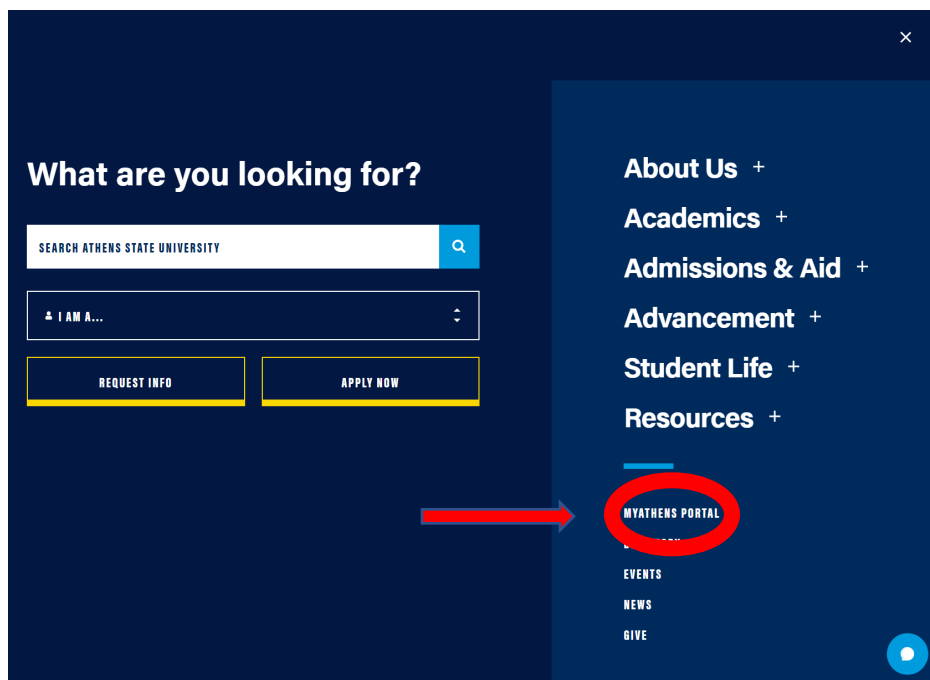 What are you looking for?
SEARCH ATHENS STATE UNIVERSITY
I AM A...
REQUEST INFO
APPLY NOW
About Us +
Academics +
Admissions & Aid +
Advancement +
Student Life +
Resources +
MYATHENS PORTAL
EVENTS
NEWS
GIVE